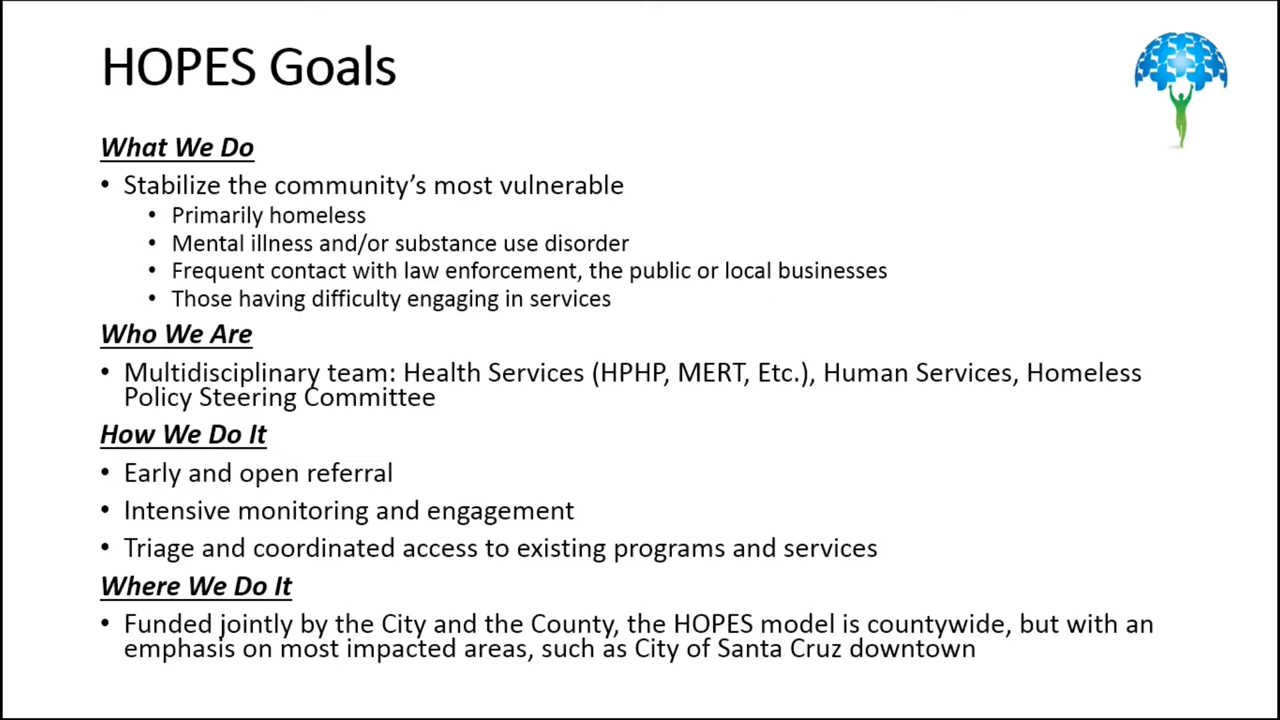 HOPES Goals
What We Do
• Stabilize the community’s most vulnerable
• Primarily homeless
• Mental illness and/or substance use disorder
• Frequent contact with law enforcement, the public or local businesses
• Those having difficulty engaging in services
Who We Are
• Multidisciplinary team: Health Services (HPHP, MERT, Etc.), Human Services, Homeless
Policy Steering Committee
How We Do It
• Early and open referral
• Intensive monitoring and engagement
• Triage and coordinated access to existing programs and services
Where We Do It
• Funded jointly by the City and the County, the HOPES model is countywide, but with an
emphasis on most impacted areas, such as City of Santa Cruz downtown